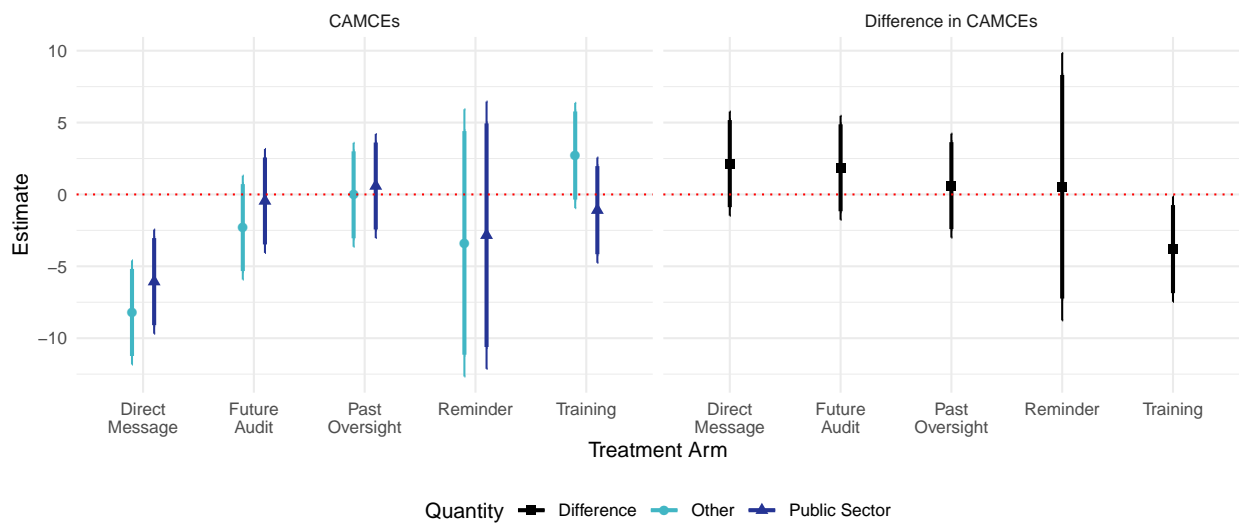 CAMCEs
Difference in CAMCEs
Estimate
10
5
0
−5
−10
Direct
Message
Future
Audit
Past
Oversight
Reminder
Training
Direct
Message
Future
Audit
Past
Oversight
Reminder
Training
Treatment Arm
Quantity Difference Other Public Sector